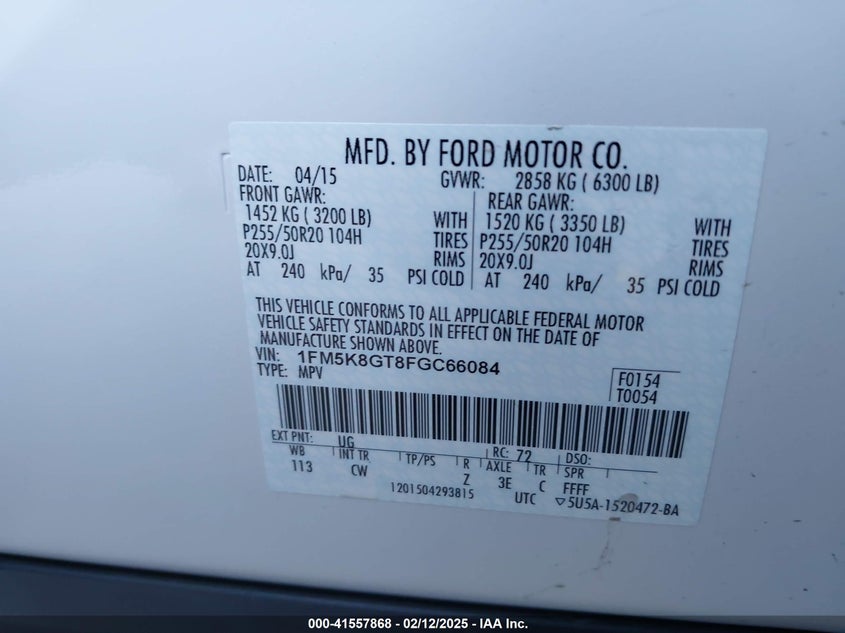 MFD. BY FORD MOTOR CO.
DATE: 04/15 GVWR: 2858 KG ( 6300 LB)
FRONT GAWR: REAR GAWR:
1452 KG ( 3200 LB) WITH 1520 KG ( 3350 LB) WITH
P255/50R20 104H TIRES P255/50R20 104H TIRES
20X9.0J RIMS 20X9.0J RIMS
AT 240 kPa/ 35 PSI COLD AT 240 kPa/ 35 PSI COLD
THIS VEHICLE CONFORMS TO ALL APPLICABLE FEDERAL MOTOR
VEHICLE SAFETY STANDARDS IN EFFECT ON THE DATE OF
MANUFACTURE SHOWN ABOVE.
VIN: 1FM5K8GT8FGC66084
TYPE: MPV
F0154
T0054
EXT PNT: UG RC: 72 DSO:
WB INT TR TP/PS R AXLE TR SPR
113 CW Z 3E C FFFF
1201504293815 UTC ▽5U5A-1520472-BA
000-41557868 - 02/12/2025 - IAA Inc.